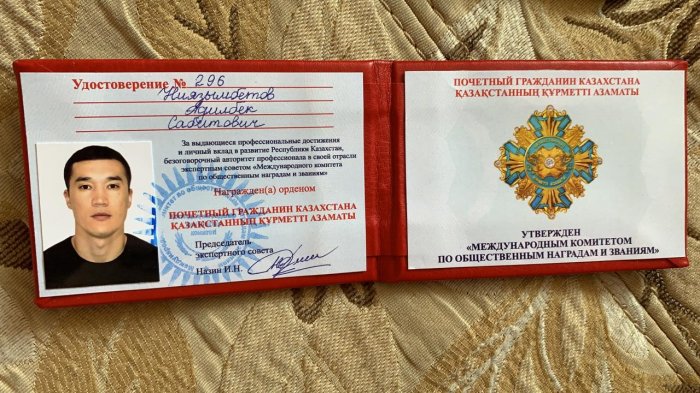 Удостоверение № 296
Ниязымбетов
Адилбек
Сабитович
За выдающиеся профессиональные достижения
и личный вклад в развитие Республики Казахстан,
безоговорочный авторитет профессионала в своей отрасли
экспертным советом «Международного комитета
по общественным наградам и званиям»
Награжден(а) орденом
ПОЧЕТНЫЙ ГРАЖДАНИН КАЗАХСТАНА
ҚАЗАҚСТАННЫҢ ҚҰРМЕТТІ АЗАМАТЫ
Председатель
экспертного совета
Назин И.Н.
ПОЧЕТНЫЙ ГРАЖДАНИН КАЗАХСТАНА
ҚАЗАҚСТАННЫҢ ҚҰРМЕТТІ АЗАМАТЫ
УТВЕРЖДЕН
«МЕЖДУНАРОДНЫМ КОМИТЕТОМ
ПО ОБЩЕСТВЕННЫМ НАГРАДАМ И ЗВАНИЯМ»